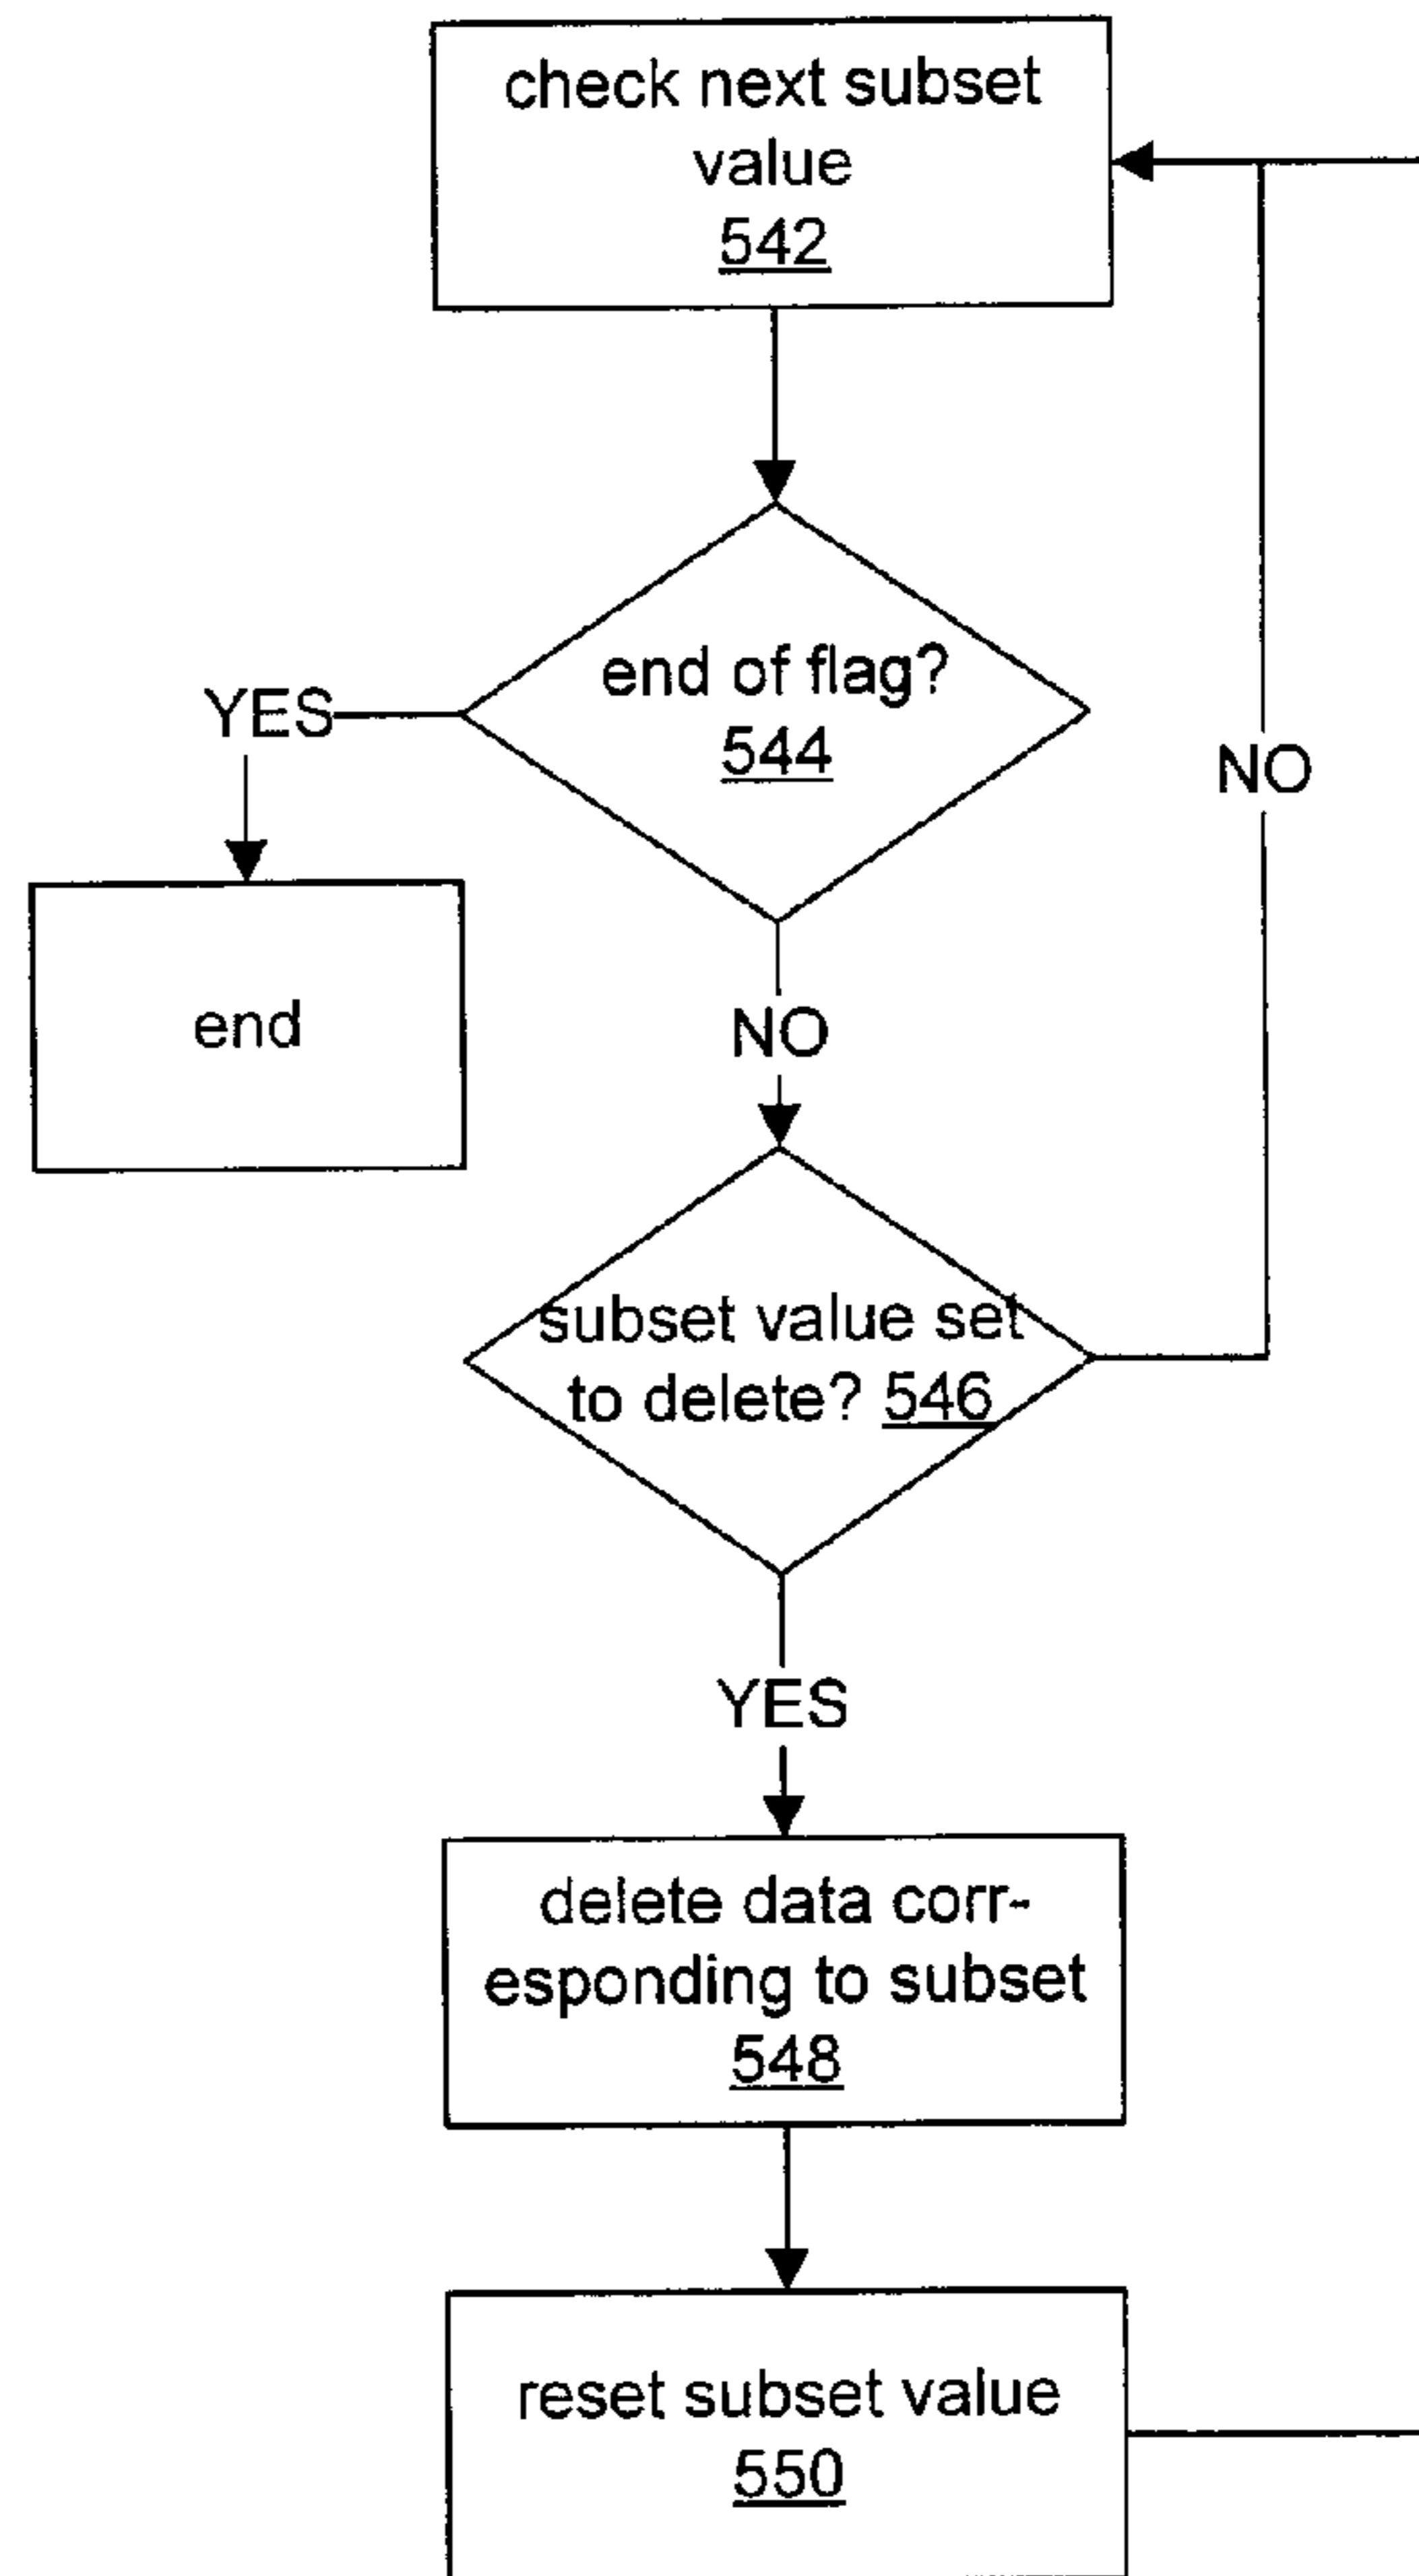 check next subset
value
542
end of flag?
544
YES
NO
end
NO
subset value set
to delete? 546
YES
delete data corr-
esponding to subset
548
reset subset value
550